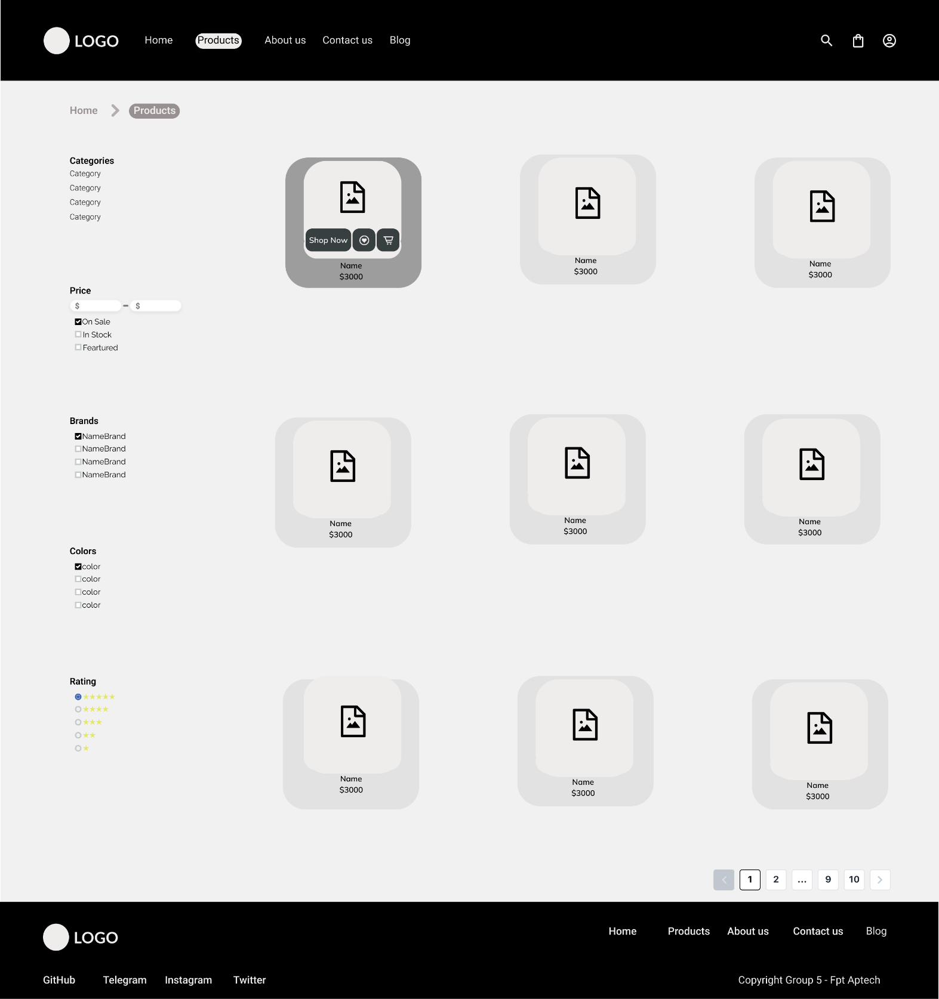 LOGO Home Products About us Contact us Blog
Home Products
Categories
Category
Category
Category
Category
Shop Now
Name
$3000
Name
$3000
Name
$3000
Price
$ - $
On Sale
In Stock
Feartured
Brands
NameBrand
NameBrand
NameBrand
NameBrand
Name
$3000
Name
$3000
Name
$3000
Colors
color
color
color
color
Rating
Name
$3000
Name
$3000
Name
$3000
1 2 ... 9 10
LOGO
Home Products About us Contact us Blog
GitHub Telegram Instagram Twitter
Copyright Group 5 - Fpt Aptech